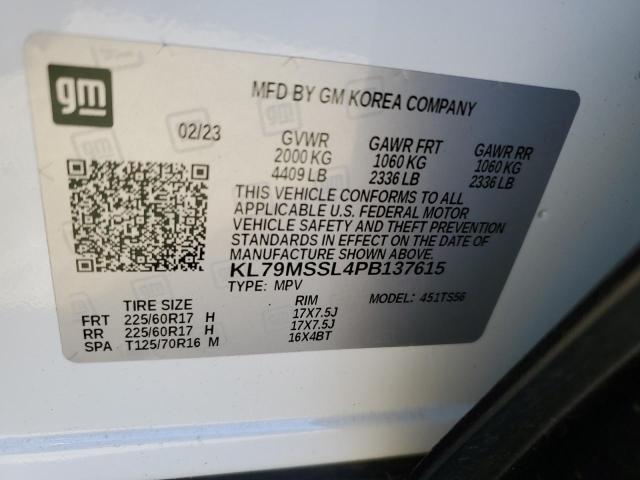 gm
MFD BY GM KOREA COMPANY
02/23 GVWR GAWR FRT GAWR RR
2000 KG 1060 KG 1060 KG
4409 LB 2336 LB 2336 LB
THIS VEHICLE CONFORMS TO ALL
APPLICABLE U.S. FEDERAL MOTOR
VEHICLE SAFETY AND THEFT PREVENTION
STANDARDS IN EFFECT ON THE DATE OF
MANUFACTURE SHOWN ABOVE.
KL79MSSL4PB137615
TYPE: MPV MODEL: 451TS56
TIRE SIZE RIM
FRT 225/60R17 H 17X7.5J
RR 225/60R17 H 17X7.5J
SPA T125/70R16 M 16X4BT